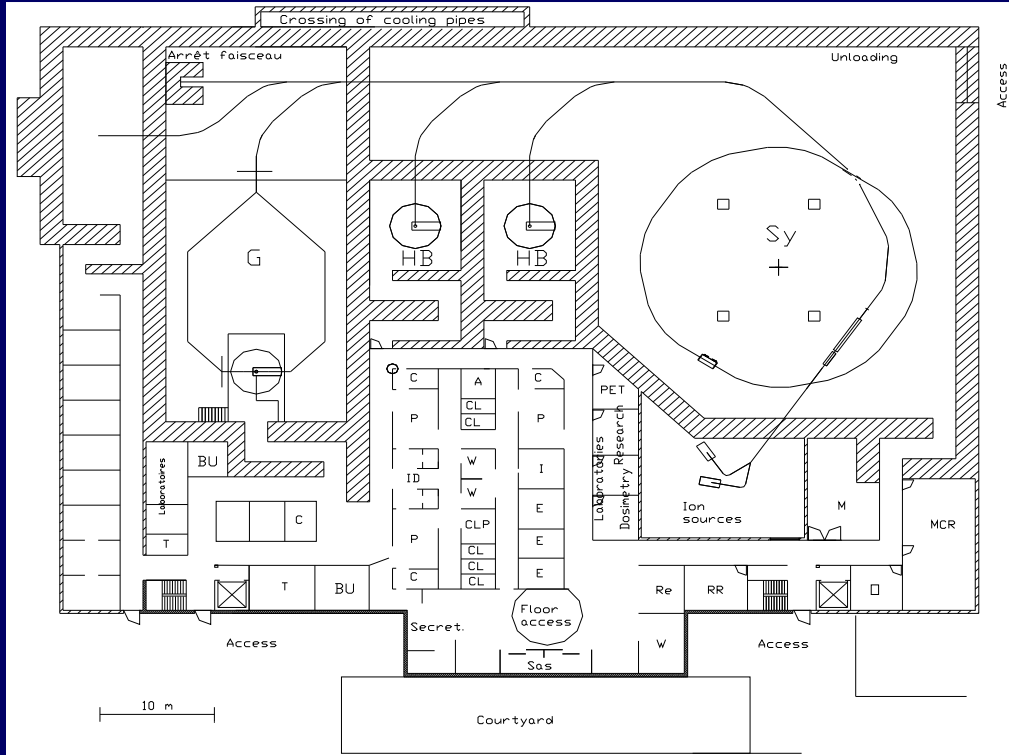 Crossing of cooling pipes
Arrêt faisceau
Unloading
Access
Sy
G
HB
HB
C
A
C
PET
CL
CL
P
P
Laboratories
Dosimetry Research
BU
Laboratoires
W
ID
I
W
M
Ion
sources
E
C
CLP
MCR
T
P
E
CL
CL
C
E
CL
T
BU
Re
RR
Floor
access
Secret.
Access
W
Access
Sas
10 m
Courtyard